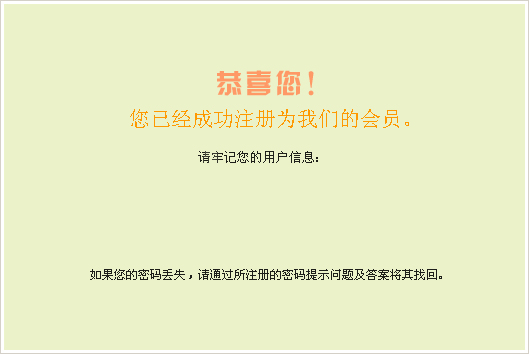 恭喜您！
您已经成功注册为我们的会员。
请牢记您的用户信息：
如果您的密码丢失，请通过所注册的密码提示问题及答案将其找回。